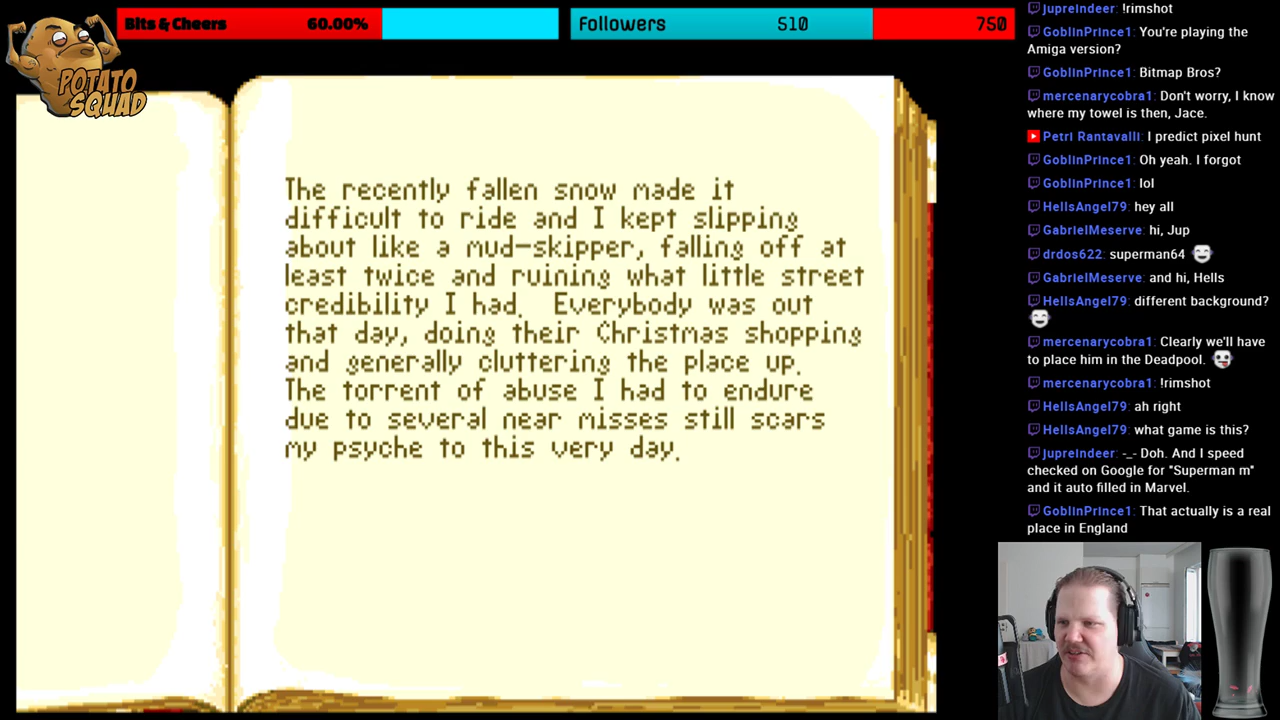 Bits & Cheers 60.00%
Followers 510 750
POTATO
SQUAD
The recently fallen snow made it
difficult to ride and I kept slipping
about like a mud-skipper, falling off at
least twice and ruining what little street
credibility I had. Everybody was out
that day, doing their Christmas shopping
and generally cluttering the place up.
The torrent of abuse I had to endure
due to several near misses still scars
my psyche to this very day.
jupreindeer: !rimshot
GoblinPrince1: You're playing the
Amiga version?
GoblinPrince1: Bitmap Bros?
mercenarycobra1: Don't worry, I know
where my towel is then, Jace.
Petri Rantavalli: I predict pixel hunt
GoblinPrince1: Oh yeah. I forgot
GoblinPrince1: lol
HellsAngel79: hey all
GabrielMeserve: hi, Jup
drdos622: superman64
GabrielMeserve: and hi, Hells
HellsAngel79: different background?
mercenarycobra1: Clearly we'll have
to place him in the Deadpool.
mercenarycobra1: !rimshot
HellsAngel79: ah right
HellsAngel79: what game is this?
jupreindeer: -_- Doh. And I speed
checked on Google for "Superman m"
and it auto filled in Marvel.
GoblinPrince1: That actually is a real
place in England